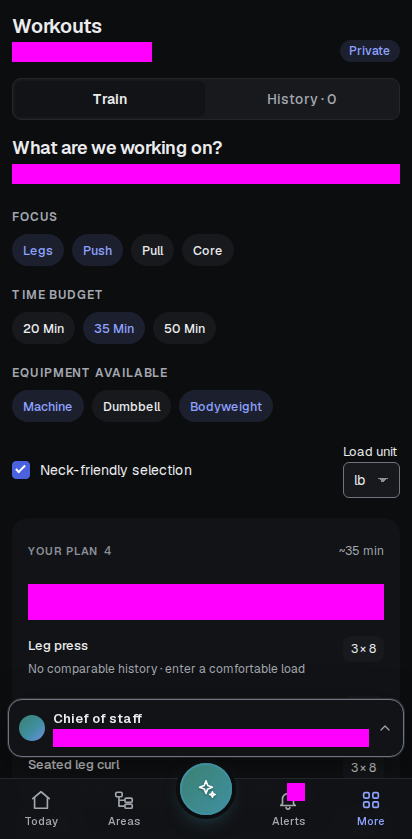 Workouts
Private
Train
History · 0
What are we working on?
FOCUS
Legs
Push
Pull
Core
TIME BUDGET
20 Min
35 Min
50 Min
EQUIPMENT AVAILABLE
Machine
Dumbbell
Bodyweight
Neck-friendly selection
Load unit
lb
YOUR PLAN 4
~35 min
Leg press
3 × 8
No comparable history · enter a comfortable load
Chief of staff
Seated leg curl
3 × 8
Today
Areas
Alerts
More